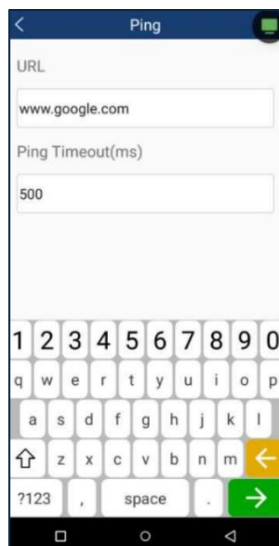 Ping
URL
www.google.com
Ping Timeout(ms)
500
1 2 3 4 5 6 7 8 9 0
q w e r t y u i o p
a s d f g h j k l
z x c v b n m
?123 , space .